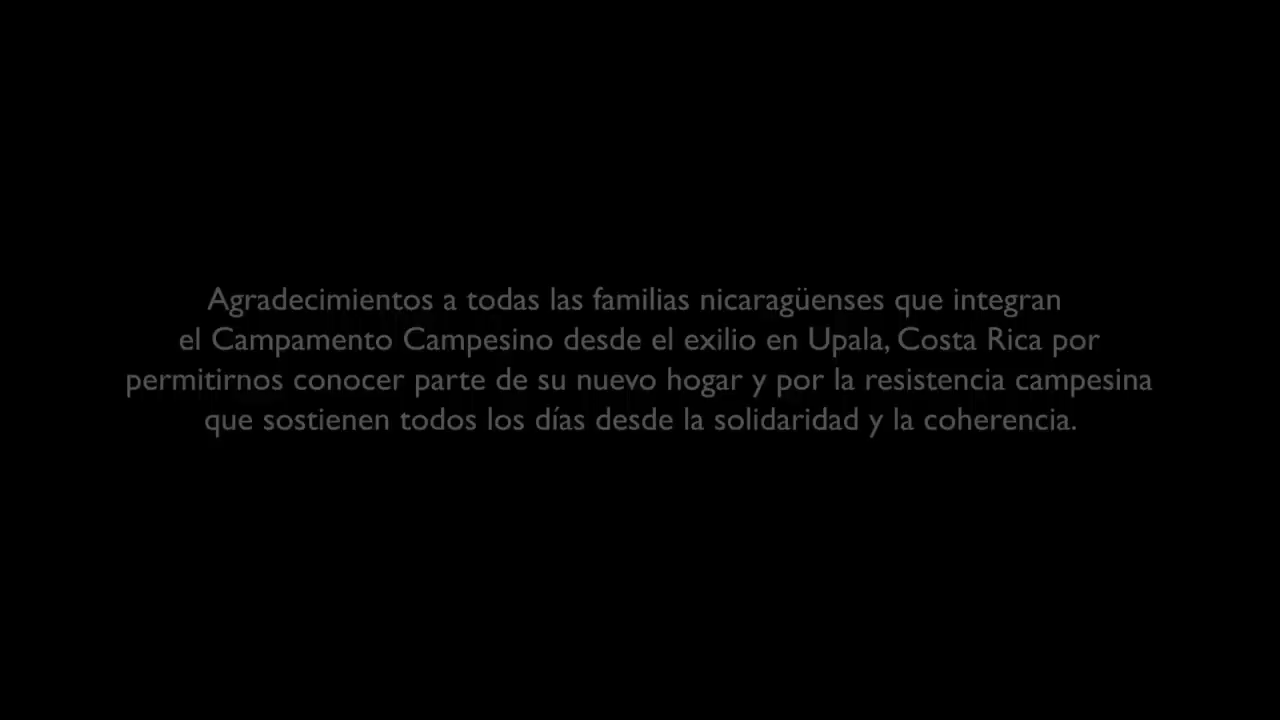 Agradecimientos a todas las familias nicaragüenses que integran
el Campamento Campesino desde el exilio en Upala, Costa Rica por
permitirnos conocer parte de su nuevo hogar y por la resistencia campesina
que sostienen todos los días desde la solidaridad y la coherencia.